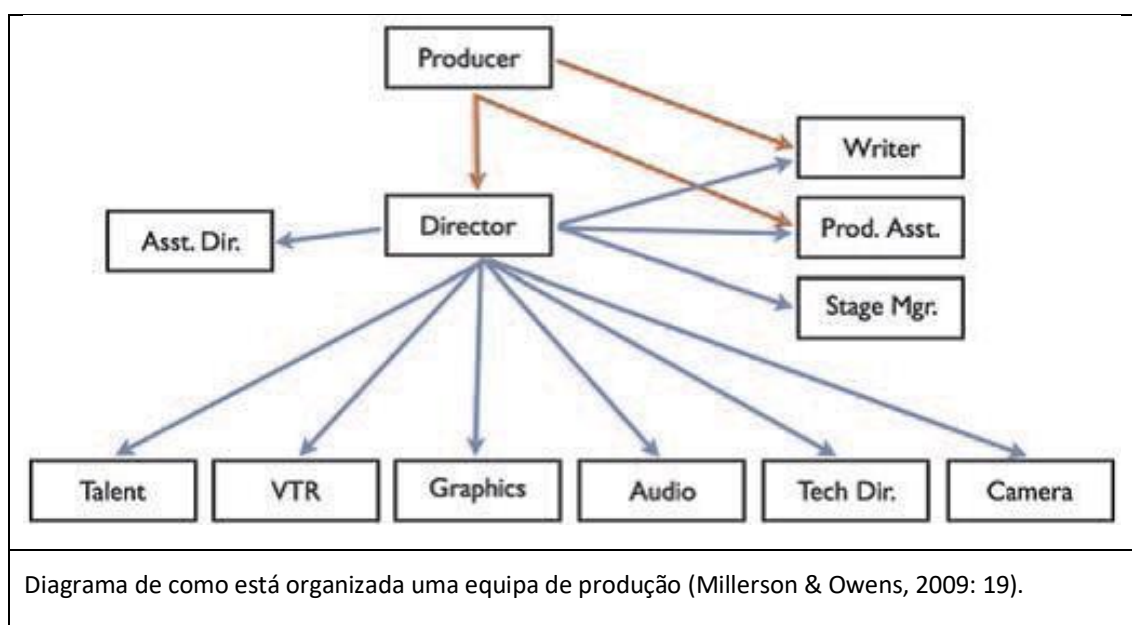 Producer
Writer
Director
Prod. Asst.
Asst. Dir.
Stage Mgr.
Talent
VTR
Graphics
Audio
Tech Dir.
Camera
Diagrama de como está organizada uma equipa de produção (Millerson & Owens, 2009: 19).